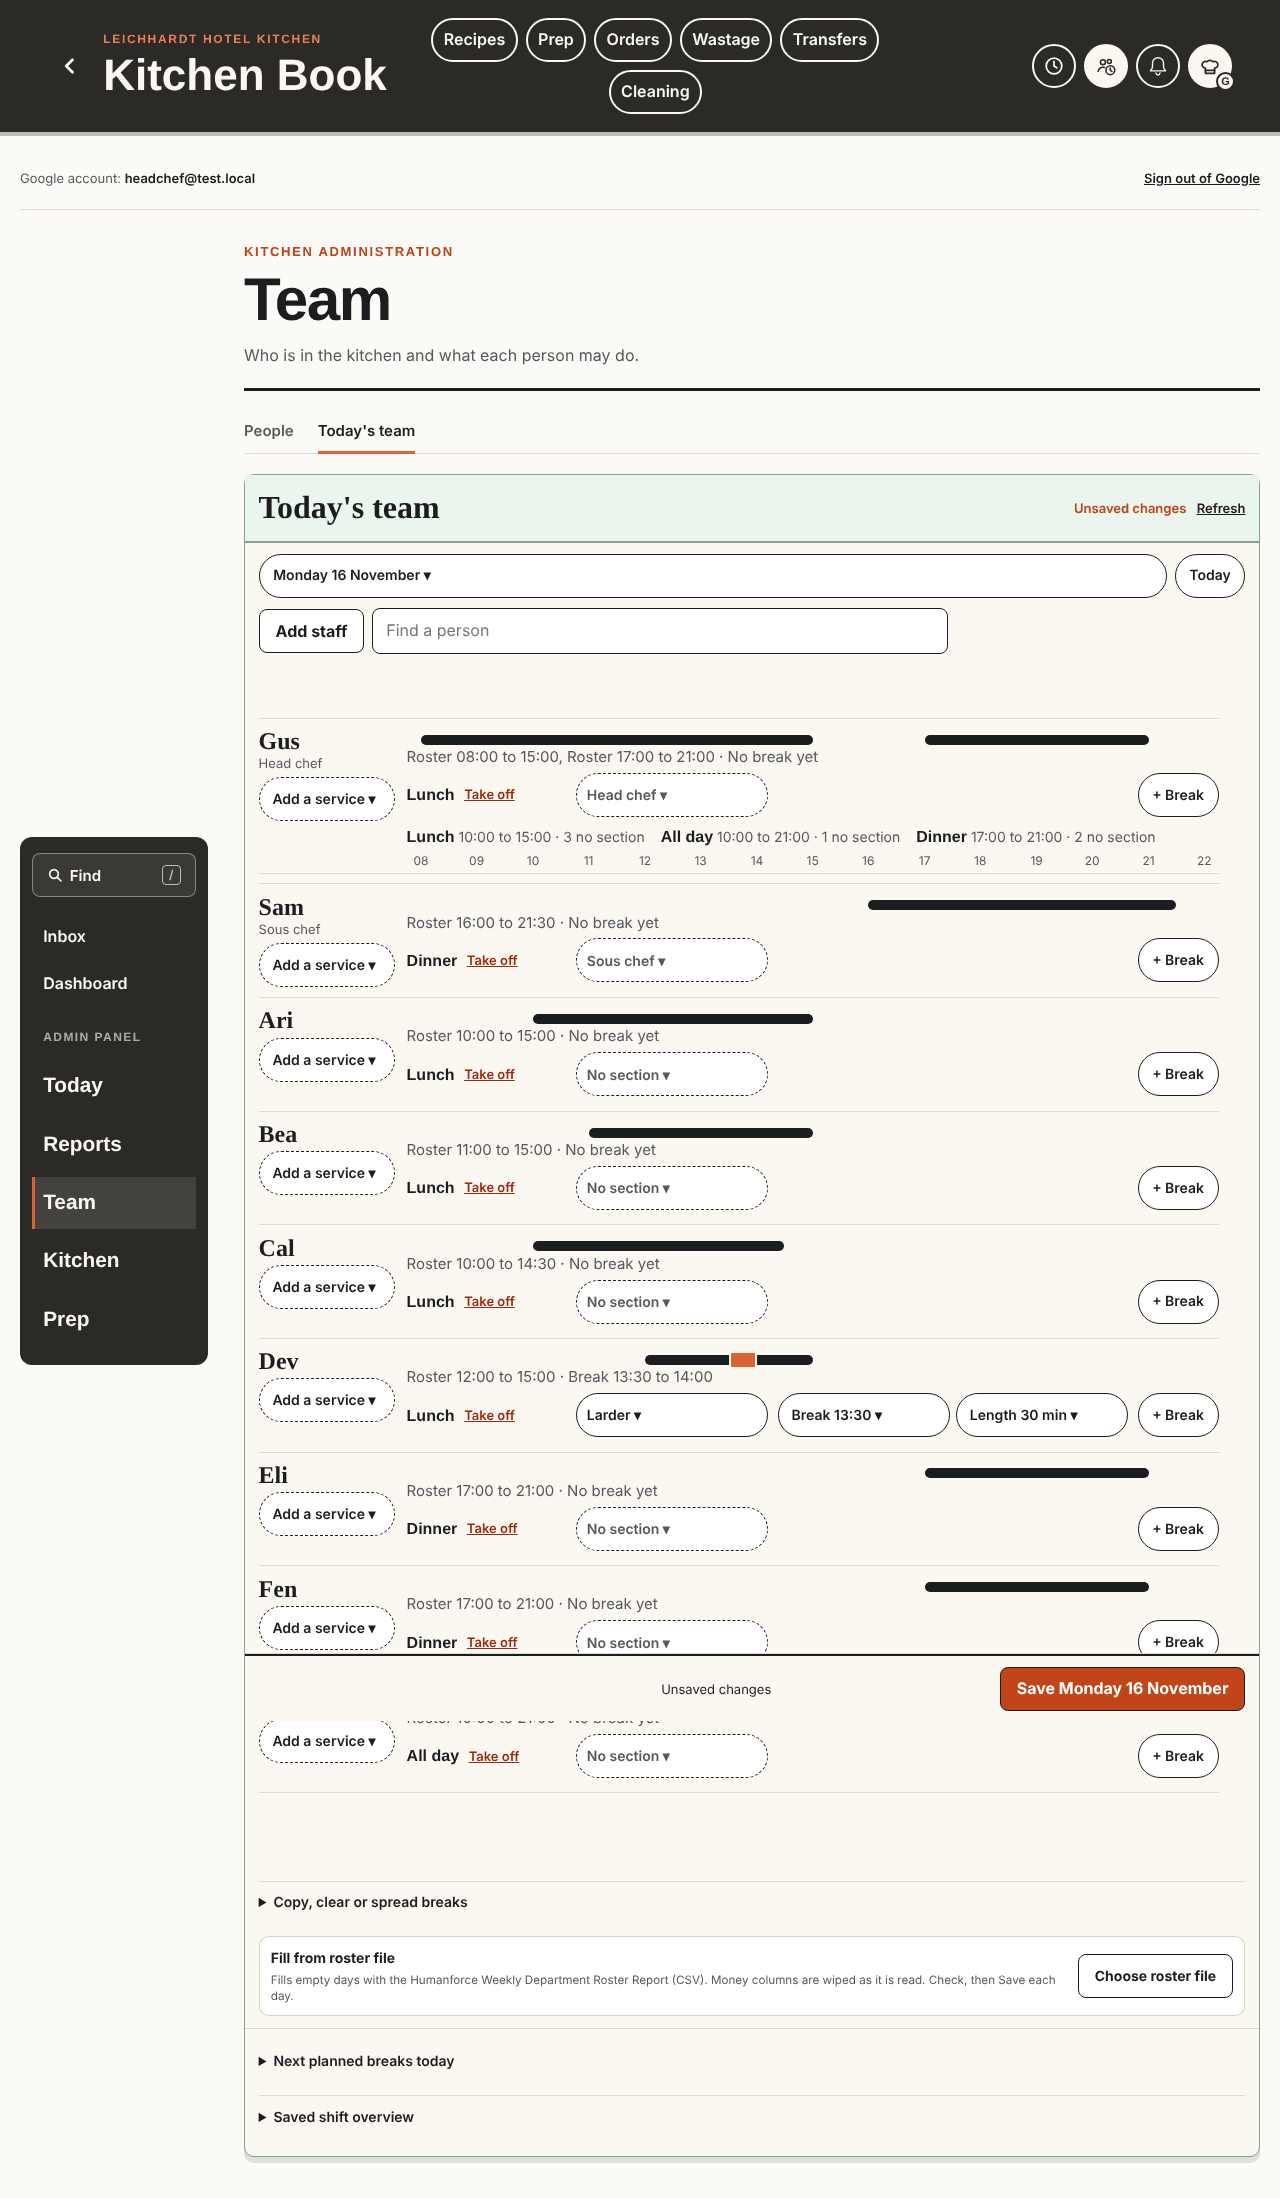 LEICHHARDT HOTEL KITCHEN
Kitchen Book
Recipes Prep Orders Wastage Transfers
Cleaning
G
Google account: headchef@test.local
Sign out of Google
KITCHEN ADMINISTRATION
Team
Who is in the kitchen and what each person may do.
People Today's team
Today's team
Unsaved changes Refresh
Monday 16 November ▾ Today
Add staff Find a person
Gus
Head chef
Add a service ▾
Roster 08:00 to 15:00, Roster 17:00 to 21:00 · No break yet
Lunch Take off Head chef ▾ + Break
Lunch 10:00 to 15:00 · 3 no section All day 10:00 to 21:00 · 1 no section Dinner 17:00 to 21:00 · 2 no section
08 09 10 11 12 13 14 15 16 17 18 19 20 21 22
Sam
Sous chef
Add a service ▾
Roster 16:00 to 21:30 · No break yet
Dinner Take off Sous chef ▾ + Break
Ari
Add a service ▾
Roster 10:00 to 15:00 · No break yet
Lunch Take off No section ▾ + Break
Bea
Add a service ▾
Roster 11:00 to 15:00 · No break yet
Lunch Take off No section ▾ + Break
Cal
Add a service ▾
Roster 10:00 to 14:30 · No break yet
Lunch Take off No section ▾ + Break
Dev
Add a service ▾
Roster 12:00 to 15:00 · Break 13:30 to 14:00
Lunch Take off Larder ▾ Break 13:30 ▾ Length 30 min ▾ + Break
Eli
Add a service ▾
Roster 17:00 to 21:00 · No break yet
Dinner Take off No section ▾ + Break
Fen
Add a service ▾
Roster 17:00 to 21:00 · No break yet
Dinner Take off No section ▾ + Break
Unsaved changes Save Monday 16 November
Add a service ▾
All day Take off No section ▾ + Break
▶ Copy, clear or spread breaks
Fill from roster file
Fills empty days with the Humanforce Weekly Department Roster Report (CSV). Money columns are wiped as it is read. Check, then Save each
day.
Choose roster file
▶ Next planned breaks today
▶ Saved shift overview
Find /
Inbox
Dashboard
ADMIN PANEL
Today
Reports
Team
Kitchen
Prep